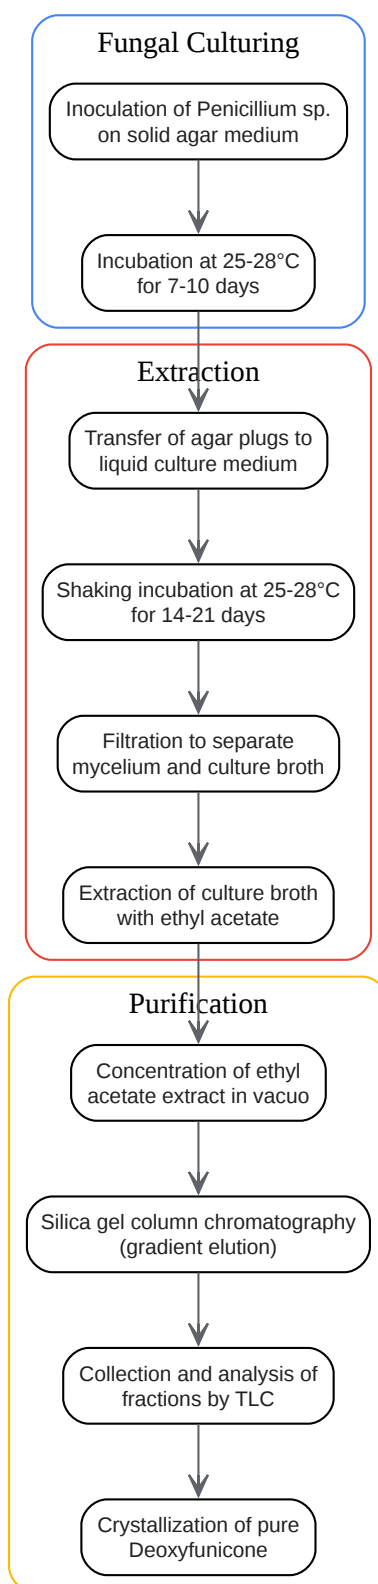 Fungal Culturing
Inoculation of Penicillium sp.
on solid agar medium
Incubation at 25-28°C
for 7-10 days
Extraction
Transfer of agar plugs to
liquid culture medium
Shaking incubation at 25-28°C
for 14-21 days
Filtration to separate
mycelium and culture broth
Extraction of culture broth
with ethyl acetate
Purification
Concentration of ethyl
acetate extract in vacuo
Silica gel column chromatography
(gradient elution)
Collection and analysis of
fractions by TLC
Crystallization of pure
Deoxyfunicone